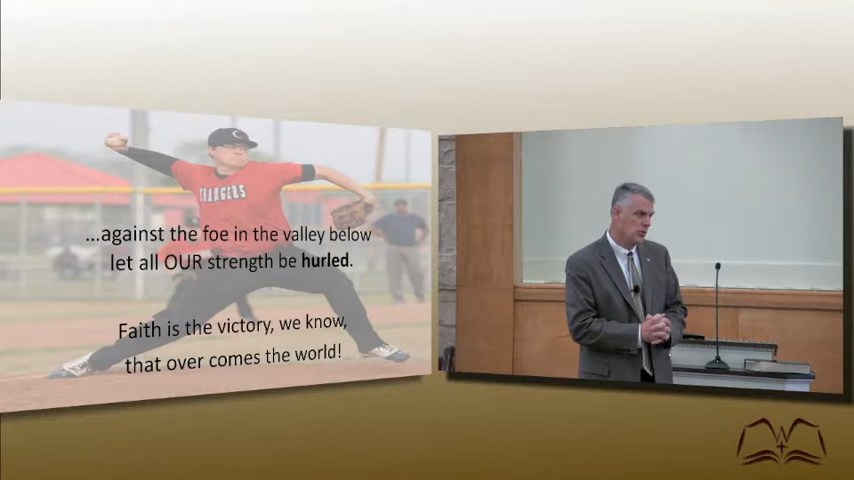 CHARGERS
...against the foe in the valley below
let all OUR strength be hurled.
Faith is the victory, we know,
that over comes the world!